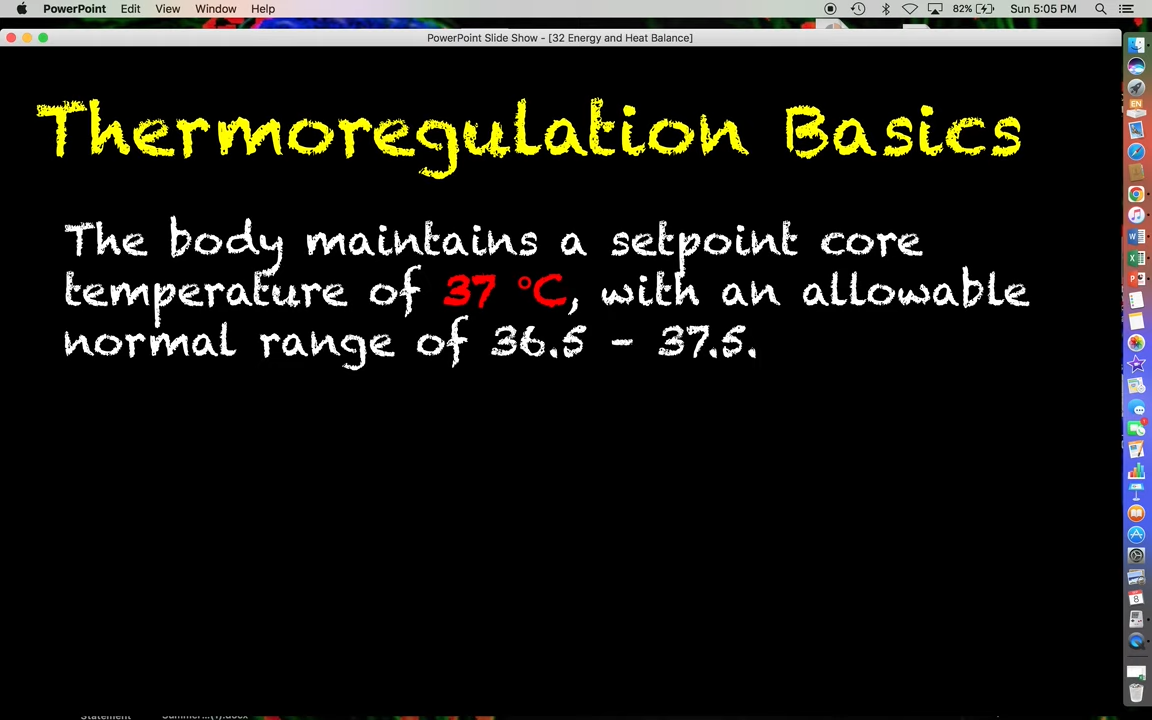 PowerPoint Edit View Window Help 82% Sun 5:05 PM
PowerPoint Slide Show - [32 Energy and Heat Balance]
Thermoregulation Basics
The body maintains a setpoint core
temperature of 37 °C, with an allowable
normal range of 36.5 - 37.5.